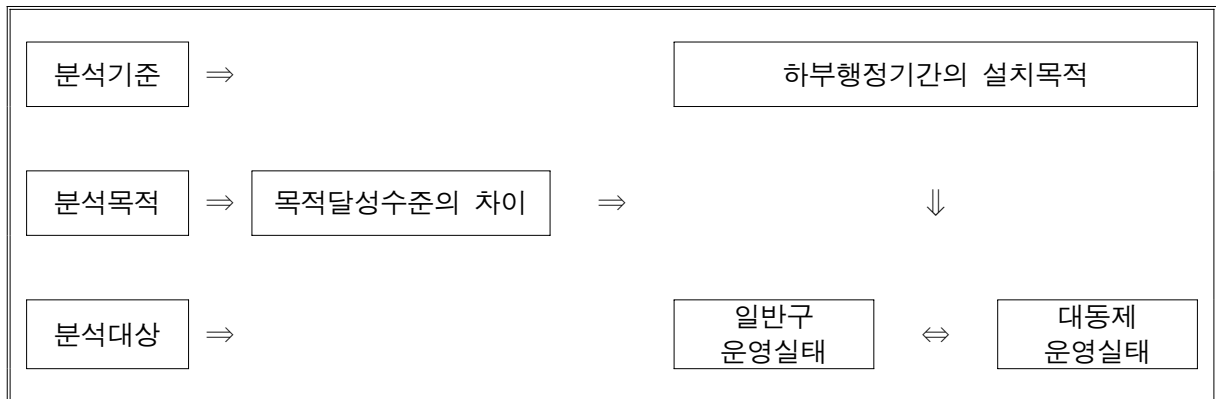 분석기준 ⇒ 하부행정기간의 설치목적
분석목적 ⇒ 목적달성수준의 차이 ⇒ ⇓
분석대상 ⇒ 일반구 운영실태 ⇔ 대동제 운영실태